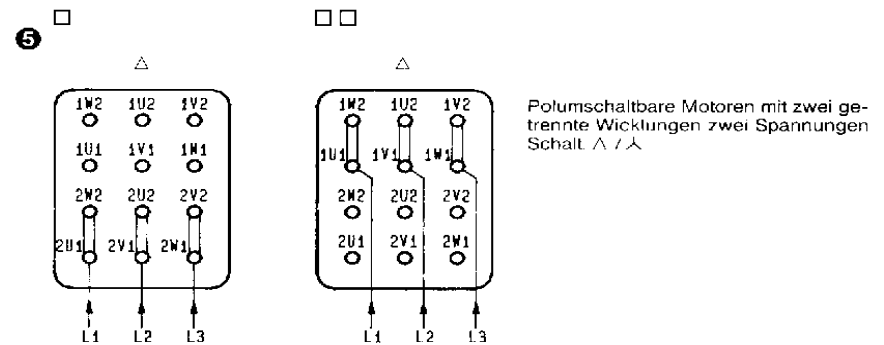 5
1W2 1U2 1V2
1U1 1V1 1W1
2W2 2U2 2V2
2U1 2V1 2W1
L1 L2 L3
1W2 1U2 1V2
1U1 1V1 1W1
2W2 2U2 2V2
2U1 2V1 2W1
L1 L2 L3
Polumschaltbare Motoren mit zwei ge-
trennte Wicklungen zwei Spannungen
Schalt. △ / 人